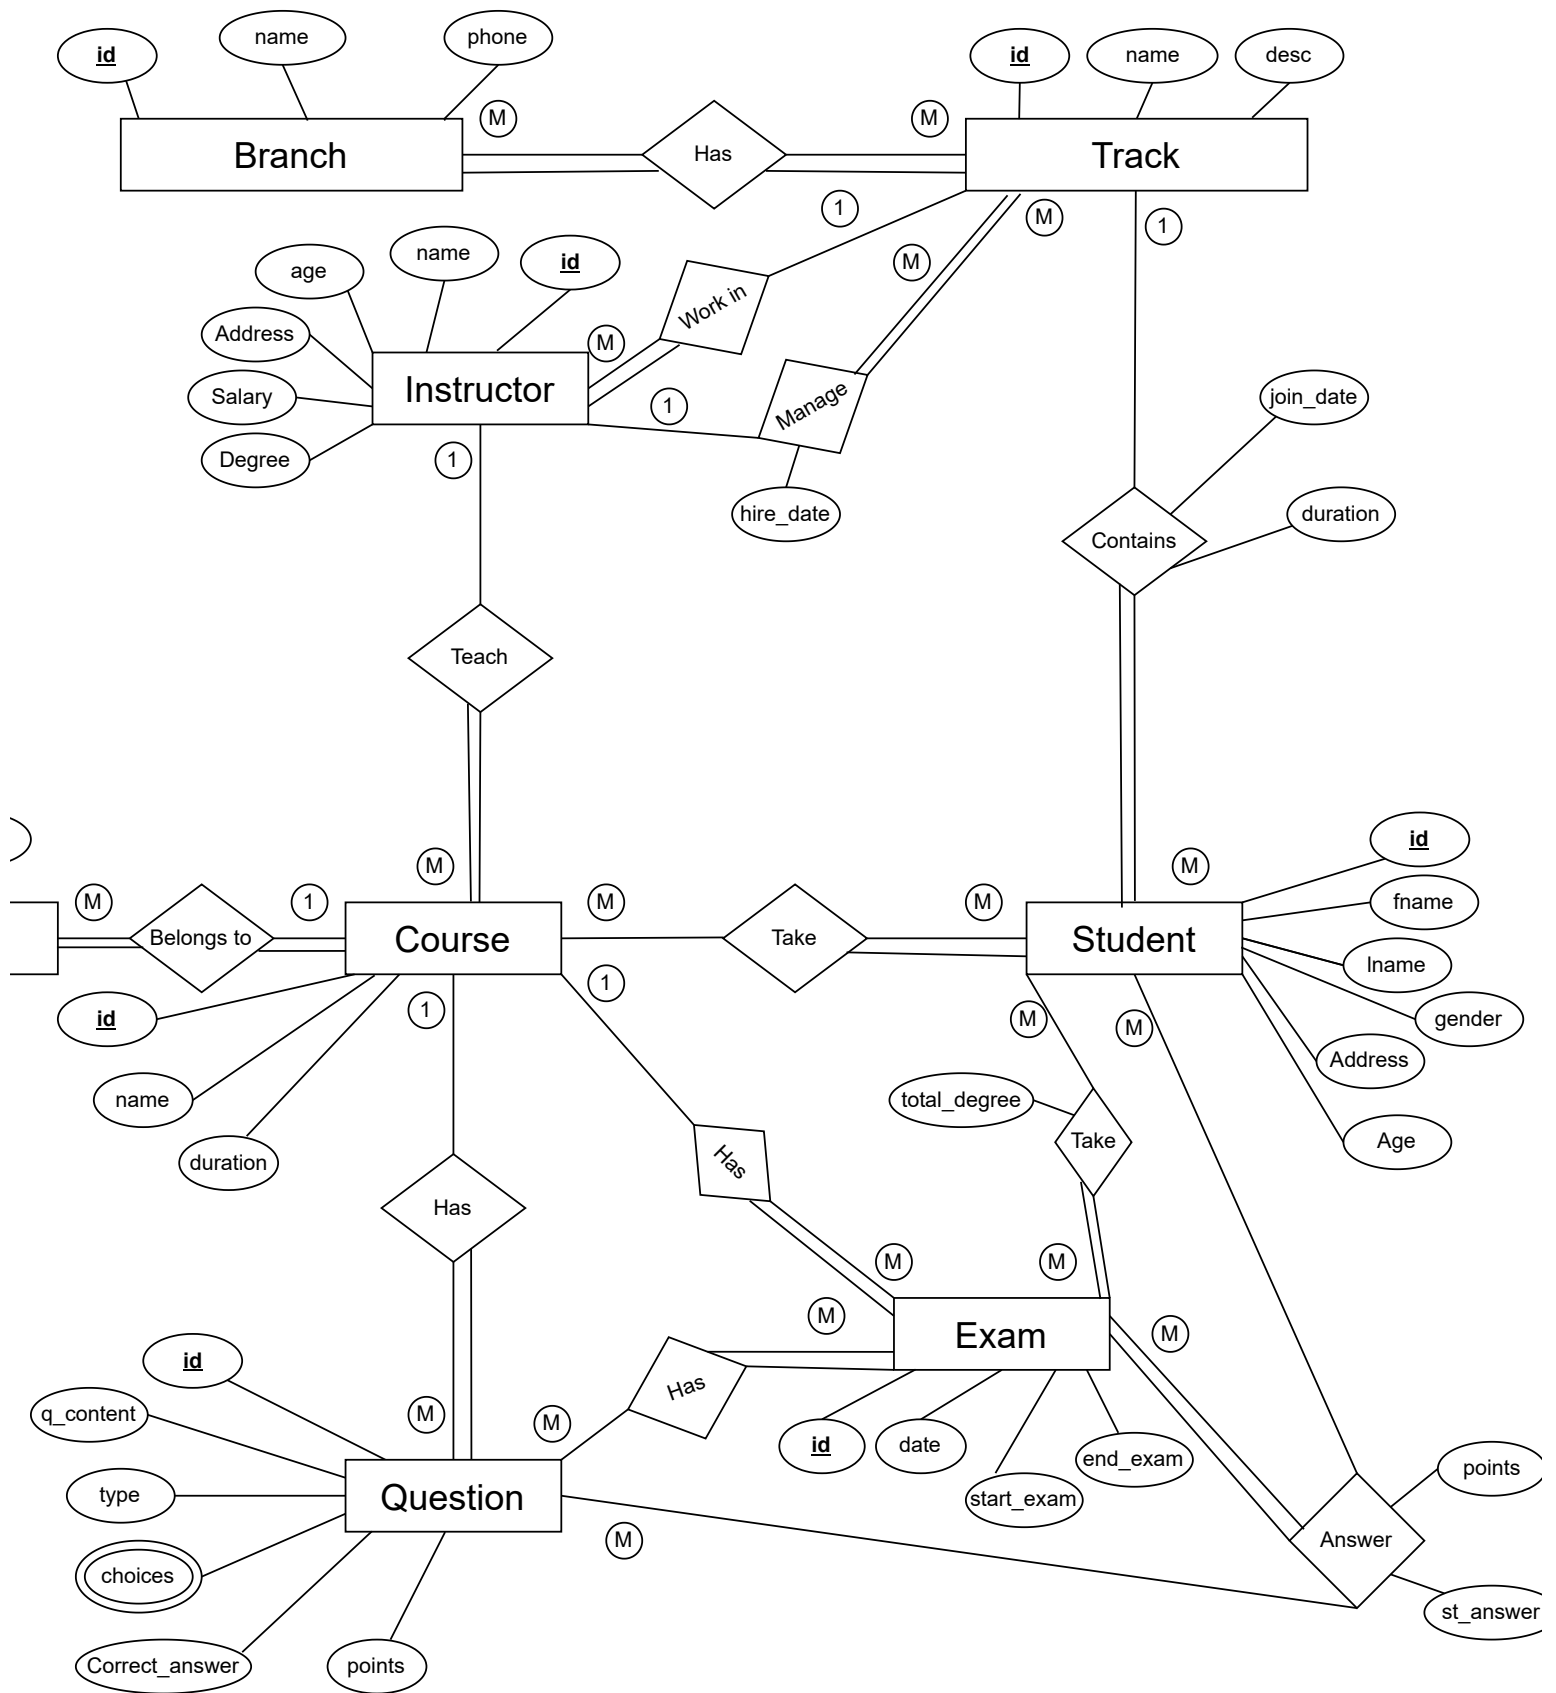 id
name
phone
id
name
desc
M
M
Branch
Has
Track
1
M
1
M
age
name
id
Work in
Address
M
Instructor
Salary
1
Manage
join_date
Degree
1
hire_date
duration
Contains
Teach
id
M
M
M
1
M
M
fname
Belongs to
Course
Take
Student
lname
id
1
1
M
M
gender
Address
name
total_degree
Take
Age
duration
Has
Has
M
M
M
M
Exam
id
Has
q_content
M
M
id
date
end_exam
points
type
Question
start_exam
M
Answer
choices
st_answer
Correct_answer
points